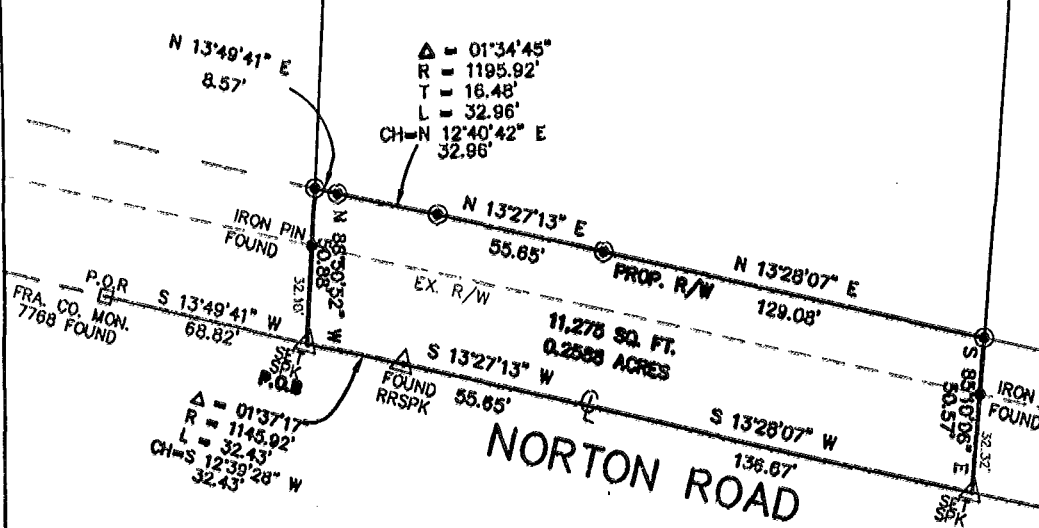 N 13°49'41" E
8.57'
Δ = 01°34'45"
R = 1195.92'
T = 16.48'
L = 32.96'
CH=N 12°40'42" E
32.96'
IRON PIN
FOUND
50.88'
32.18'
N 13°27'13" E
55.65'
PROP. R/W
N 13°28'07" E
129.08'
EX. R/W
P.O.R
FRA. CO. MON.
7768 FOUND
S 13°49'41" W
68.82'
SET
SPK
P.O.B
11,275 SQ. FT.
0.2588 ACRES
FOUND
RRSPK
S 13°27'13" W
55.65'
S 13°28'07" W
136.67'
S 85°10'06" E
50.57'
32.32'
IRON
FOUND
SET
SPK
Δ = 01°37'17"
R = 1145.92'
L = 32.43'
CH=S 12°39'28" W
32.43'
NORTON ROAD